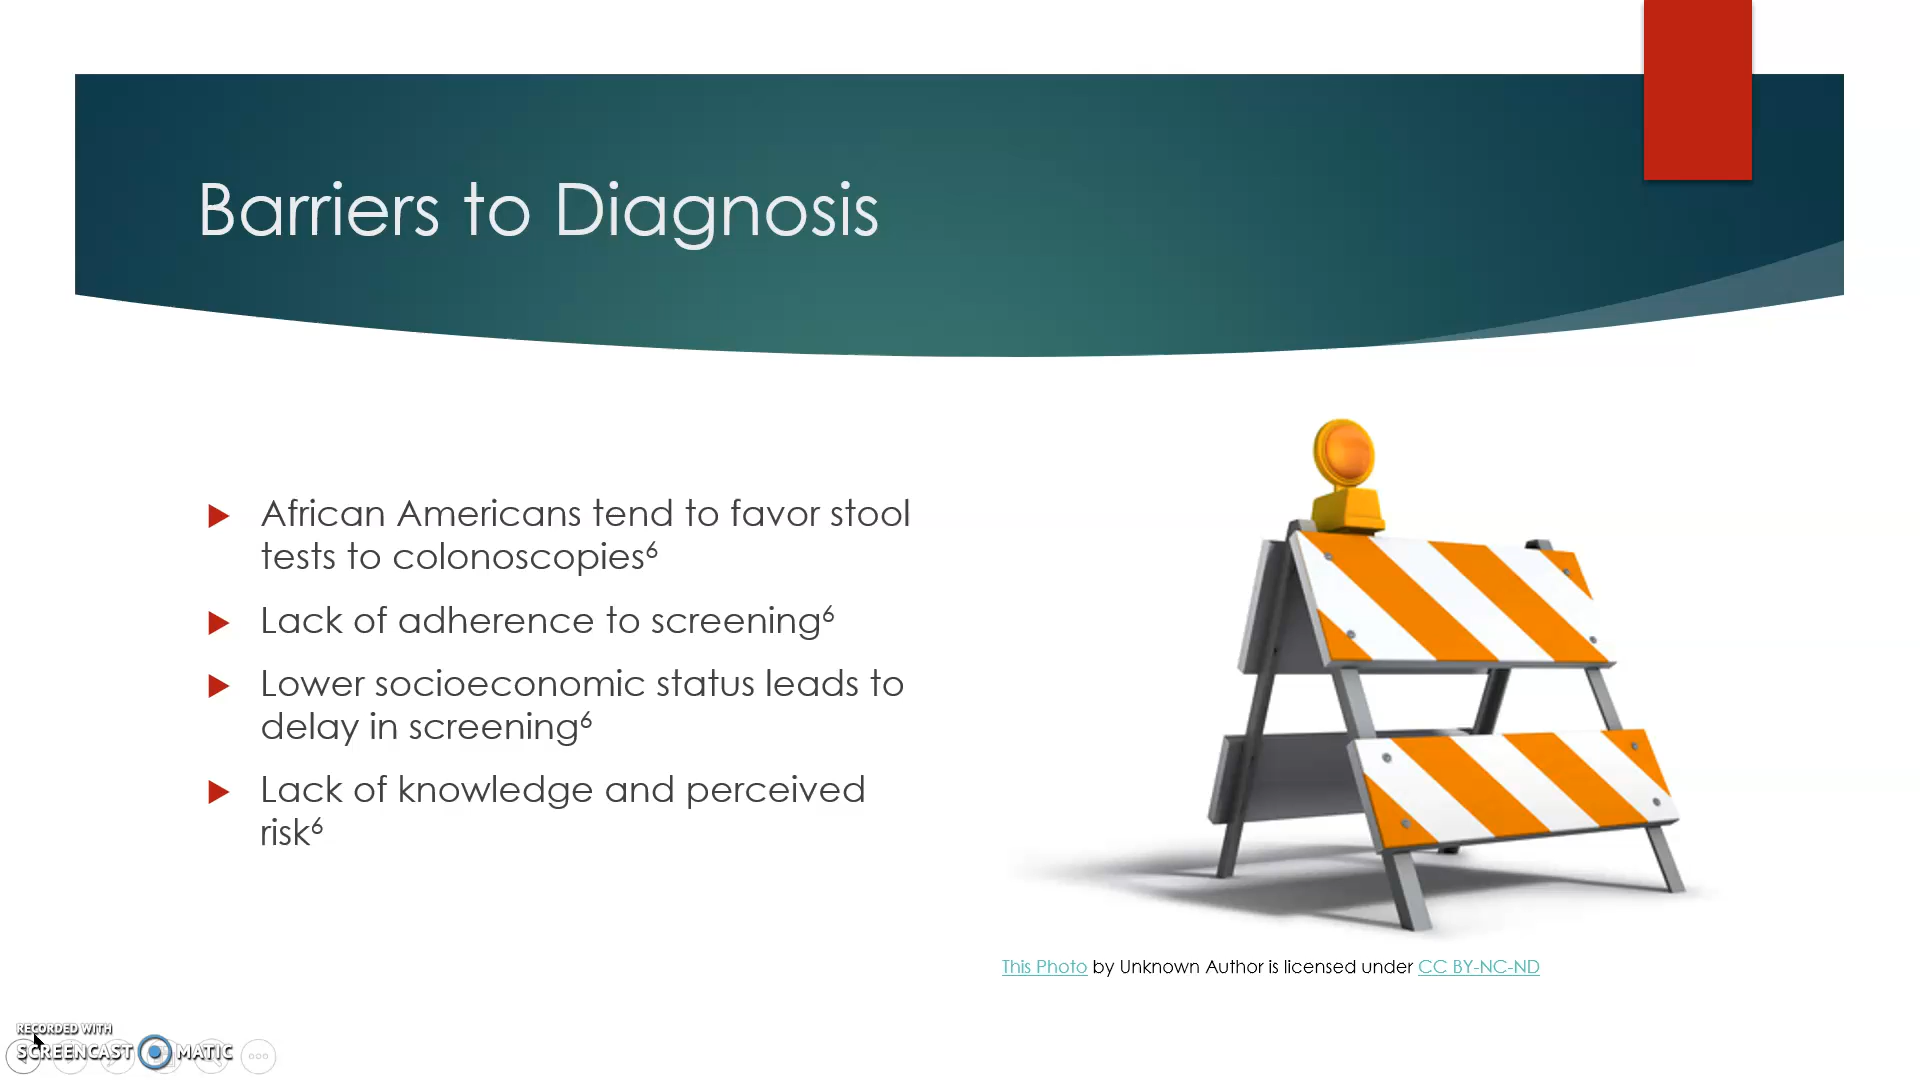 Barriers to Diagnosis
African Americans tend to favor stool
tests to colonoscopies⁶
Lack of adherence to screening⁶
Lower socioeconomic status leads to
delay in screening⁶
Lack of knowledge and perceived
risk⁶
This Photo by Unknown Author is licensed under CC BY-NC-ND
RECORDED WITH
SCREENCAST MATIC